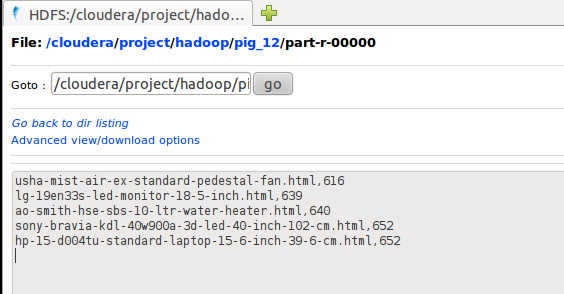 HDFS:/cloudera/project/hado...
File: /cloudera/project/hadoop/pig_12/part-r-00000
Goto : /cloudera/project/hadoop/pi go
Go back to dir listing
Advanced view/download options
usha-mist-air-ex-standard-pedestal-fan.html,616
lg-19en33s-led-monitor-18-5-inch.html,639
ao-smith-hse-sbs-10-ltr-water-heater.html,640
sony-bravia-kdl-40w900a-3d-led-40-inch-102-cm.html,652
hp-15-d004tu-standard-laptop-15-6-inch-39-6-cm.html,652